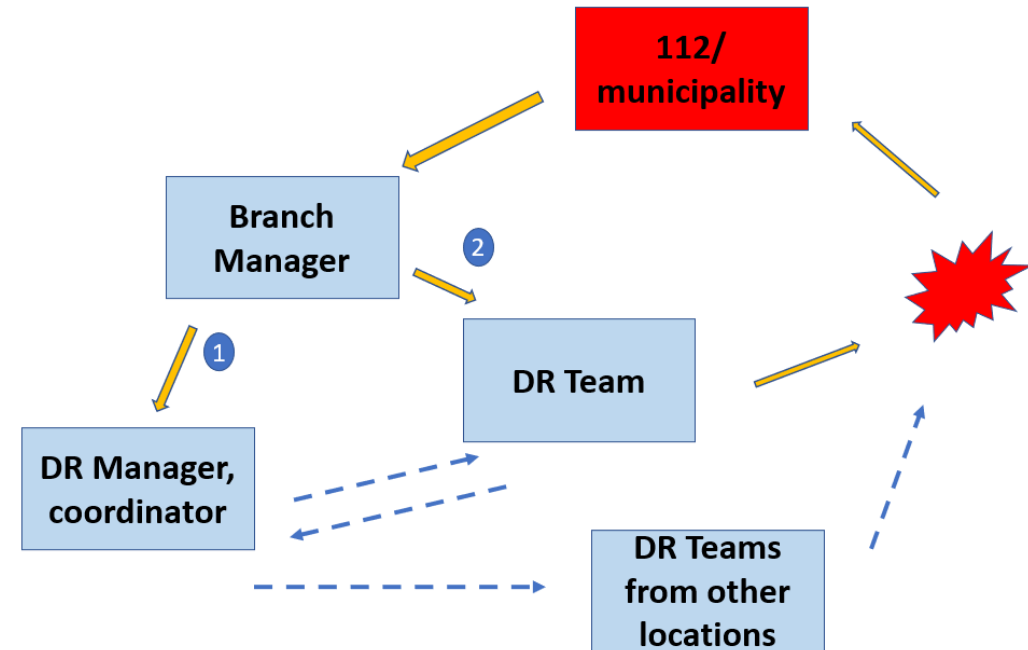 112/
municipality
Branch
Manager
2
1
DR Team
DR Manager,
coordinator
DR Teams
from other
locations